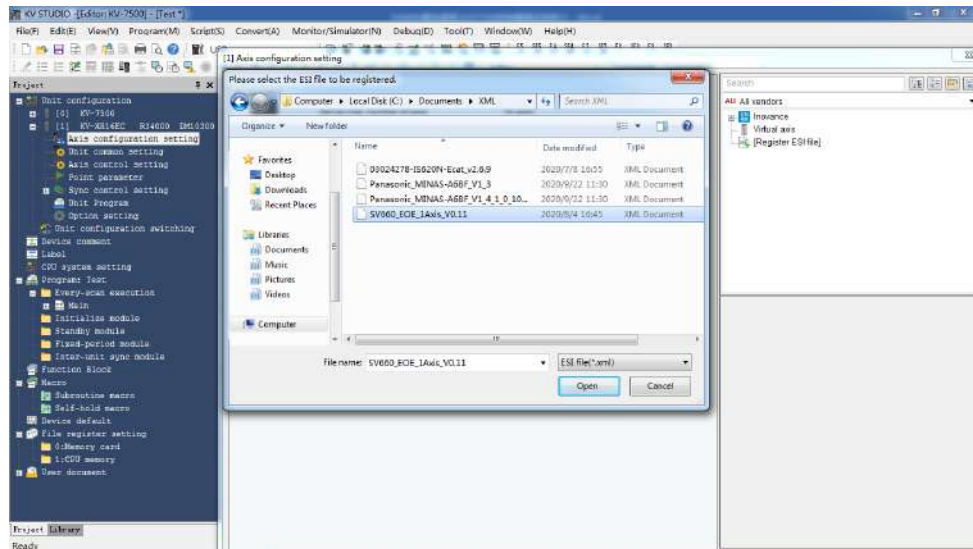 KV STUDIO -[Editor: KV-7500] - [Test *]
File(F) Edit(E) View(V) Program(M) Script(S) Convert(A) Monitor/Simulator(N) Debug(D) Tool(T) Window(W) Help(H)
[1] Axis configuration setting
Project
Unit configuration
[0] KV-7500
[1] KV-XH16EC R34000 DM10300
Axis configuration setting
Unit common setting
Axis control setting
Point parameter
Sync control setting
Unit Program
Option setting
Unit configuration switching
Device comment
Label
CPU system setting
Program: Test
Every-scan execution
Main
Initialize module
Standby module
Fixed-period module
Inter-unit sync module
Function Block
Macro
Subroutine macro
Self-hold macro
Device default
File register setting
0:Memory card
1:CPU memory
User document
Project Library
Ready
Please select the ESI file to be registered.
Computer ▸ Local Disk (C:) ▸ Documents ▸ XML
Search XML
Organize New folder
Name Date modified Type
Favorites
Desktop
Downloads
Recent Places
Libraries
Documents
Music
Pictures
Videos
Computer
00024278-IS620N-Ecat_v2.6.9 2020/7/8 16:55 XML Document
Panasonic_MINAS-A6BF_V1_3 2020/9/22 11:30 XML Document
Panasonic_MINAS-A6BF_V1_4_1_0_10... 2020/9/22 11:30 XML Document
SV660_EOE_1Axis_V0.11 2020/8/4 16:45 XML Document
File name: SV660_EOE_1Axis_V0.11 ESI file(*.xml)
Open Cancel
Search
All All vendors
Inovance
Virtual axis
[Register ESI file]